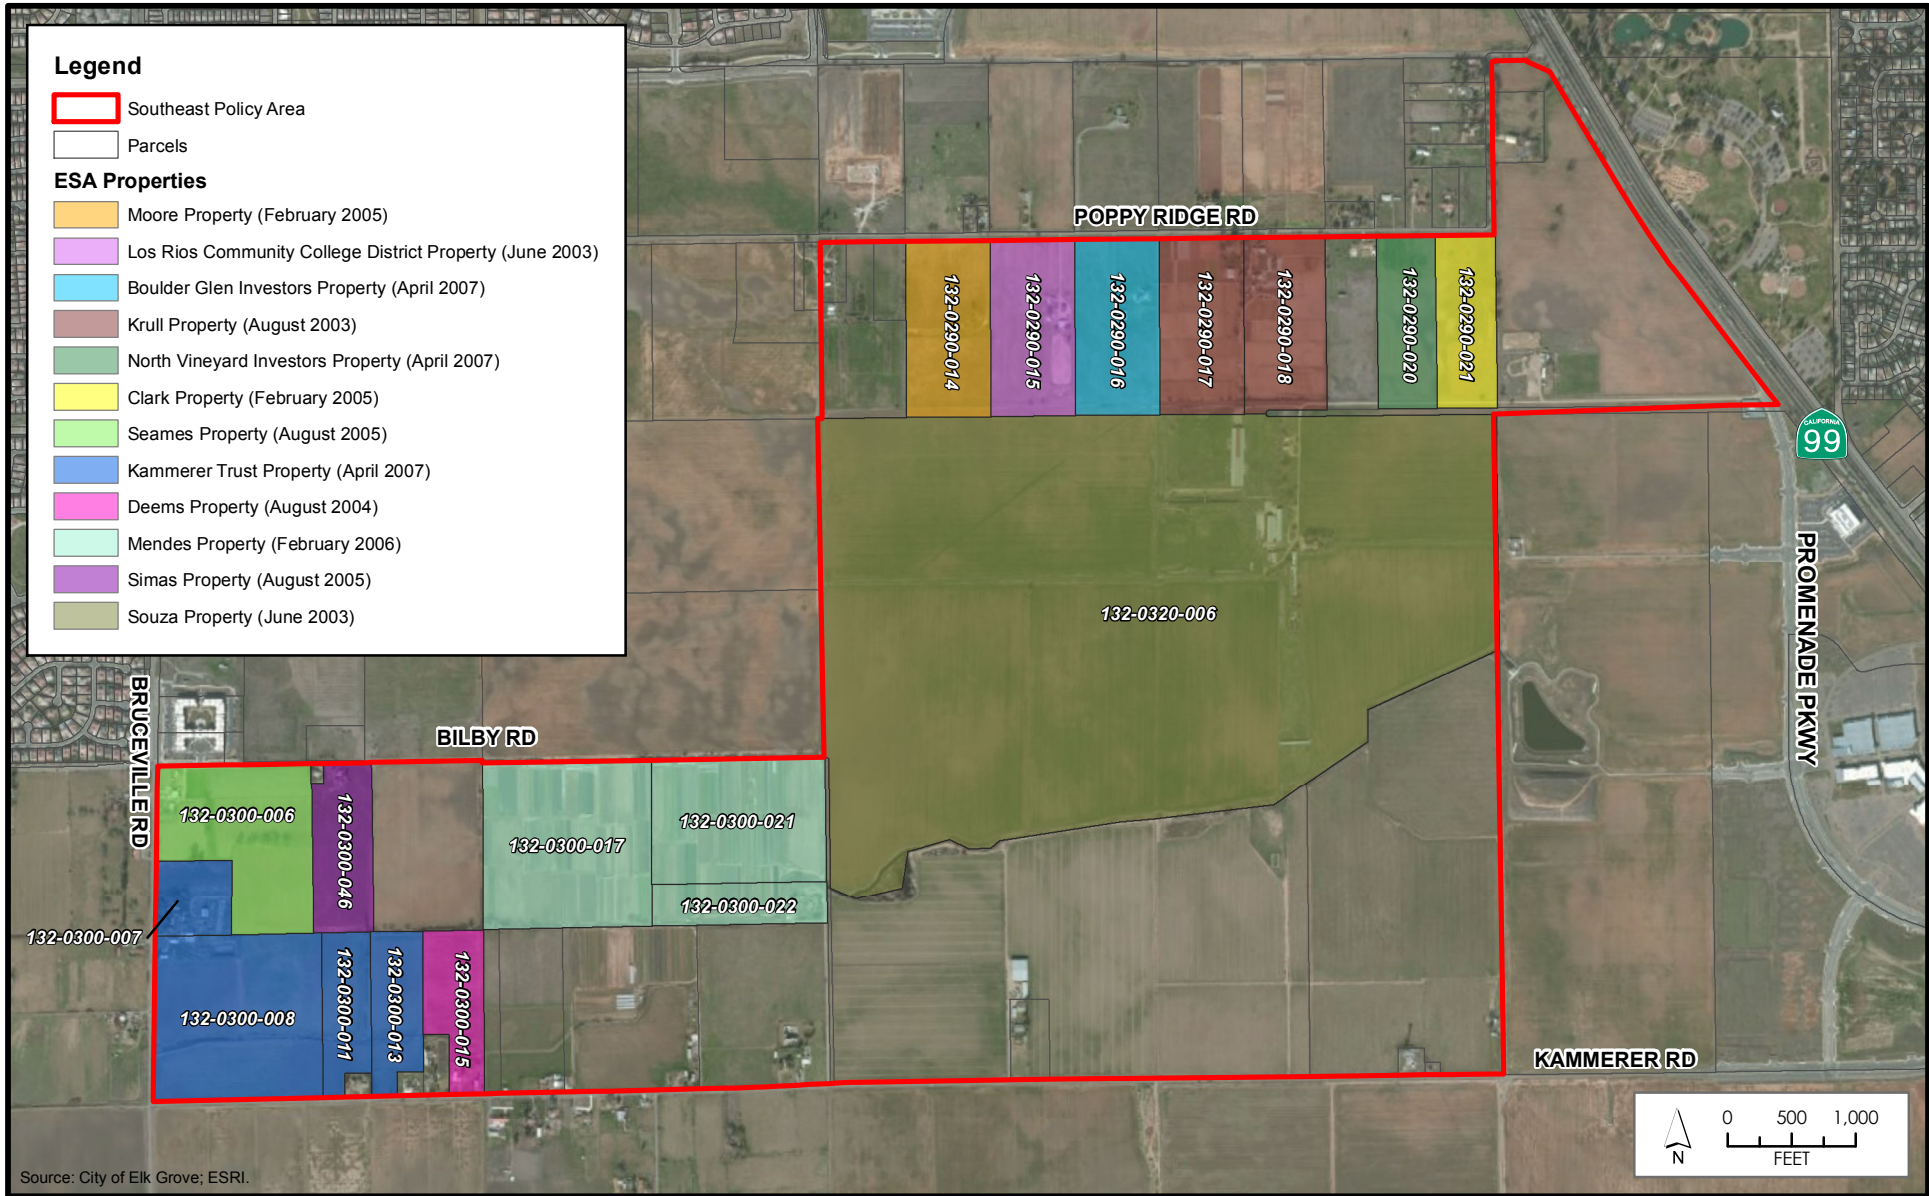 Legend
Southeast Policy Area
Parcels
ESA Properties
Moore Property (February 2005)
Los Rios Community College District Property (June 2003)
Boulder Glen Investors Property (April 2007)
Krull Property (August 2003)
North Vineyard Investors Property (April 2007)
Clark Property (February 2005)
Seames Property (August 2005)
Kammerer Trust Property (April 2007)
Deems Property (August 2004)
Mendes Property (February 2006)
Simas Property (August 2005)
Souza Property (June 2003)
POPPY RIDGE RD
132-0290-014
132-0290-015
132-0290-016
132-0290-017
132-0290-018
132-0290-020
132-0290-021
CALIFORNIA
99
PROMENADE PKWY
132-0320-006
BRUCEVILLE RD
BILBY RD
132-0300-006
132-0300-046
132-0300-017
132-0300-021
132-0300-022
132-0300-007
132-0300-008
132-0300-011
132-0300-013
132-0300-015
KAMMERER RD
N
0 500 1,000
FEET
Source: City of Elk Grove; ESRI.